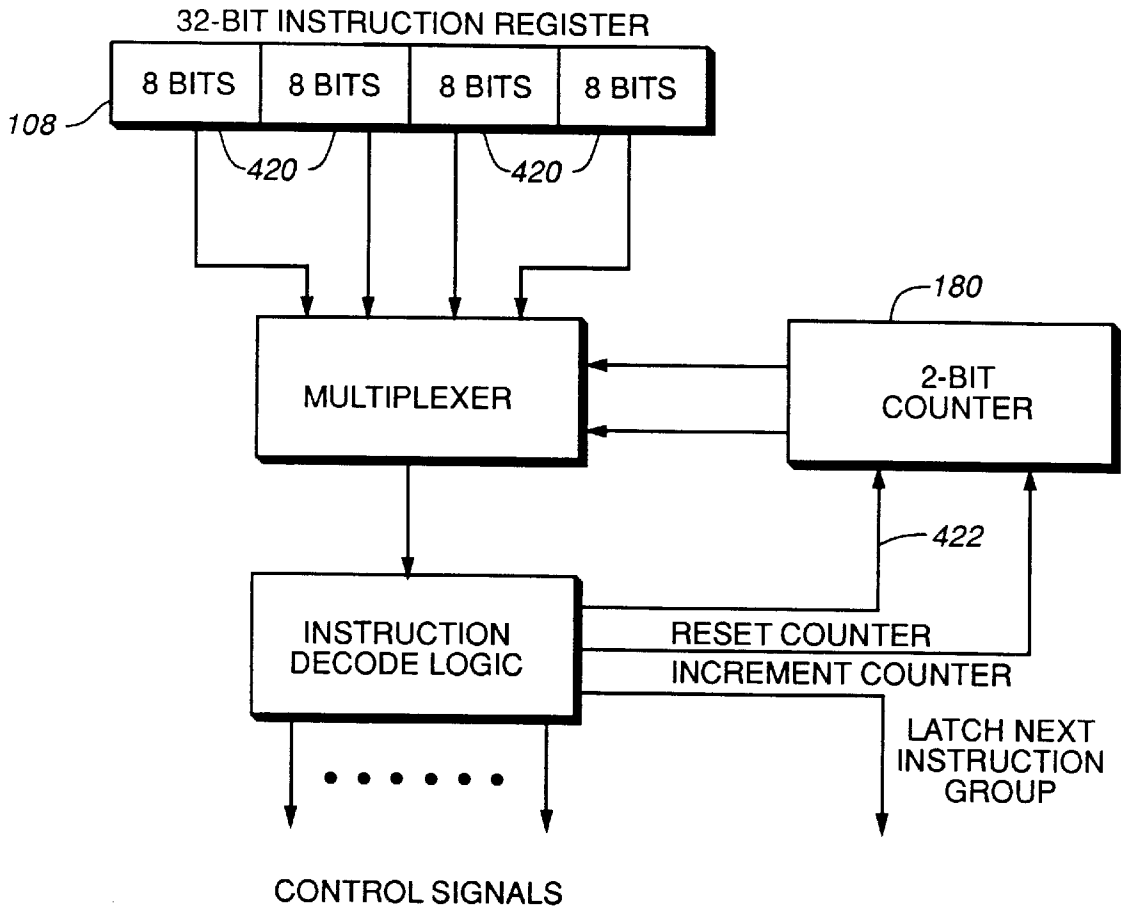 32-BIT INSTRUCTION REGISTER
8 BITS 8 BITS 8 BITS 8 BITS
108
420 420
180
MULTIPLEXER
2-BIT
COUNTER
422
INSTRUCTION
DECODE LOGIC
RESET COUNTER
INCREMENT COUNTER
LATCH NEXT
INSTRUCTION
GROUP
CONTROL SIGNALS